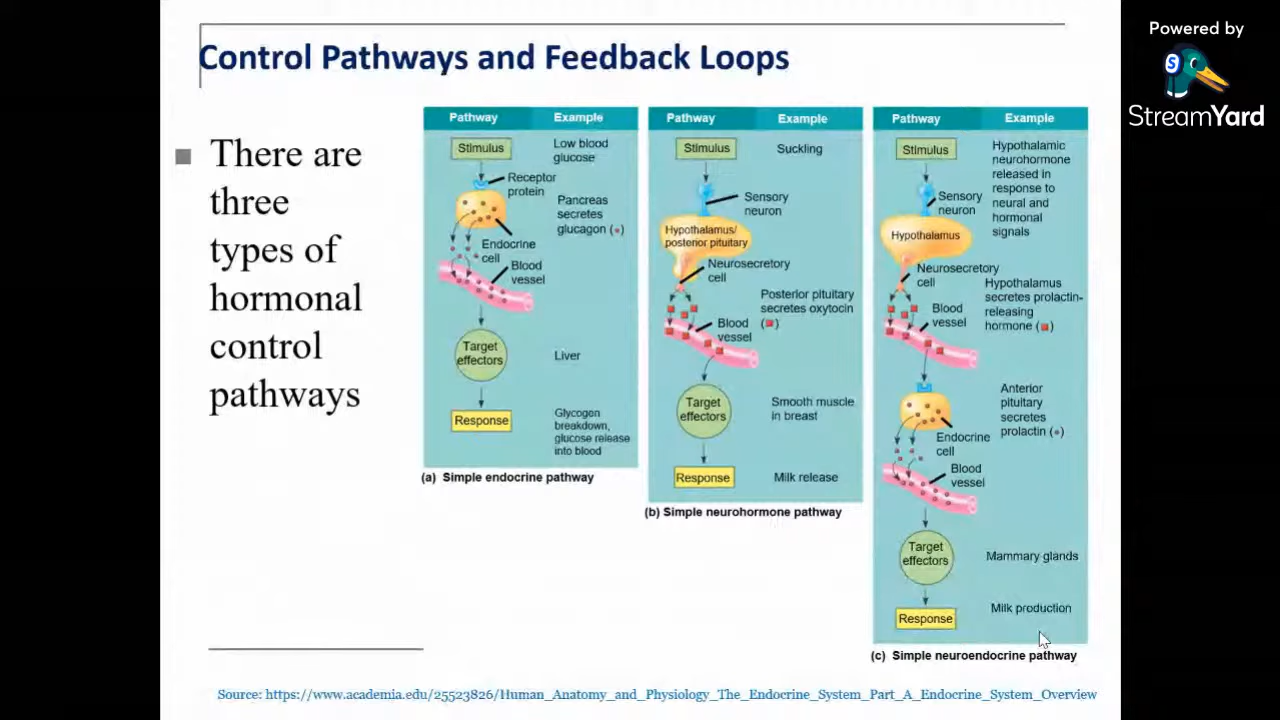 Powered by
StreamYard
Control Pathways and Feedback Loops
There are
three
types of
hormonal
control
pathways
Pathway
Example
Stimulus
Low blood
glucose
Receptor
protein
Pancreas
secretes
glucagon (•)
Endocrine
cell
Blood
vessel
Target
effectors
Liver
Response
Glycogen
breakdown,
glucose release
into blood
(a) Simple endocrine pathway
Pathway
Example
Stimulus
Suckling
Sensory
neuron
Hypothalamus/
posterior pituitary
Neurosecretory
cell
Posterior pituitary
secretes oxytocin
(■)
Blood
vessel
Target
effectors
Smooth muscle
in breast
Response
Milk release
(b) Simple neurohormone pathway
Pathway
Example
Stimulus
Hypothalamic
neurohormone
released in
response to
neural and
hormonal
signals
Sensory
neuron
Hypothalamus
Neurosecretory
cell
Hypothalamus
secretes prolactin-
releasing
hormone (■)
Blood
vessel
Anterior
pituitary
secretes
prolactin (•)
Endocrine
cell
Blood
vessel
Target
effectors
Mammary glands
Response
Milk production
(c) Simple neuroendocrine pathway
Source: https://www.academia.edu/25523826/Human_Anatomy_and_Physiology_The_Endocrine_System_Part_A_Endocrine_System_Overview